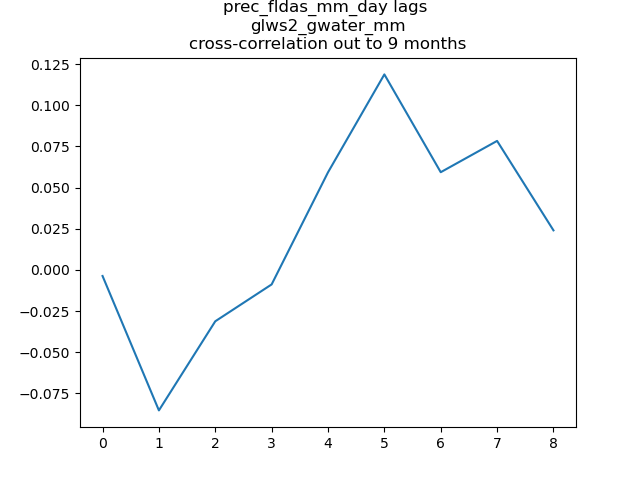 prec_fldas_mm_day lags
glws2_gwater_mm
cross-correlation out to 9 months
0.125
0.100
0.075
0.050
0.025
0.000
−0.025
−0.050
−0.075
0 1 2 3 4 5 6 7 8